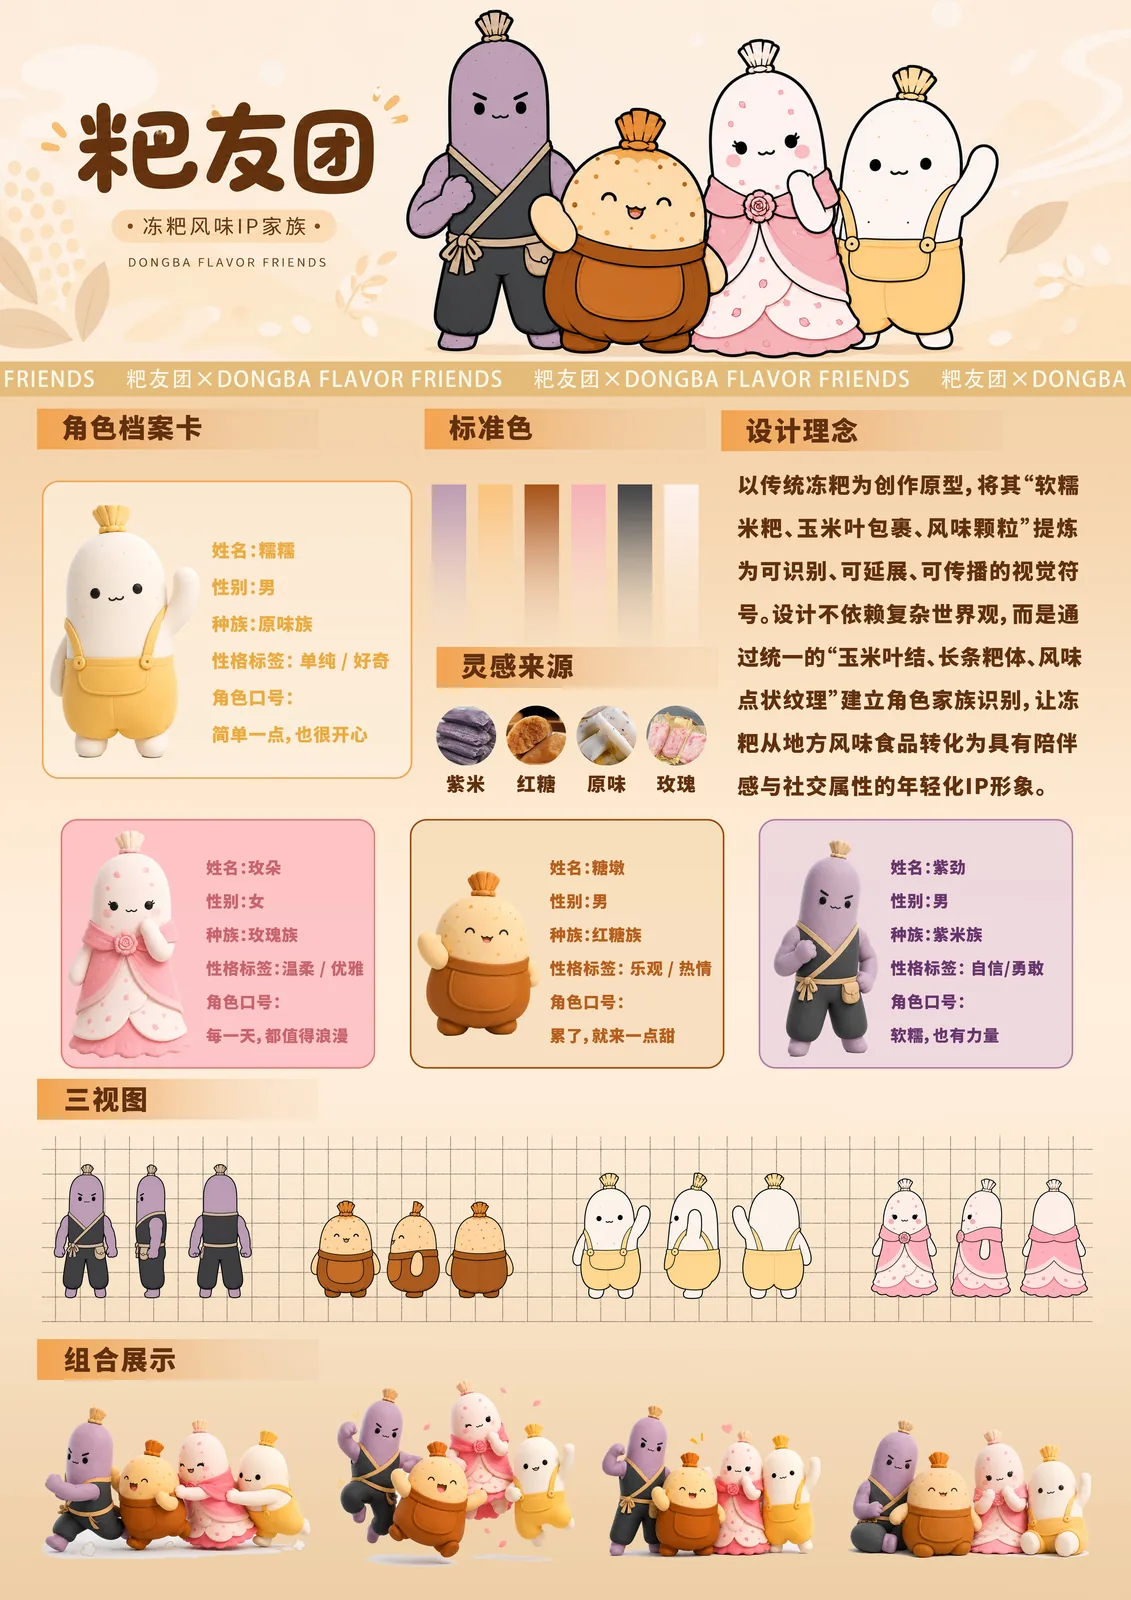 粑友团
•冻粑风味IP家族•
DONGBA FLAVOR FRIENDS
FRIENDS 粑友团×DONGBA FLAVOR FRIENDS 粑友团×DONGBA FLAVOR FRIENDS 粑友团×DONGBA
角色档案卡
姓名：糯糯
性别：男
种族：原味族
性格标签：单纯 / 好奇
角色口号：
简单一点，也很开心
标准色
灵感来源
紫米 红糖 原味 玫瑰
设计理念
以传统冻粑为创作原型，将其“软糯
米粑、玉米叶包裹、风味颗粒”提炼
为可识别、可延展、可传播的视觉符
号。设计不依赖复杂世界观，而是通
过统一的“玉米叶结、长条粑体、风味
点状纹理”建立角色家族识别，让冻
粑从地方风味食品转化为具有陪伴
感与社交属性的年轻化IP形象。
姓名：玫朵
性别：女
种族：玫瑰族
性格标签：温柔 / 优雅
角色口号：
每一天，都值得浪漫
姓名：糖墩
性别：男
种族：红糖族
性格标签：乐观 / 热情
角色口号：
累了，就来一点甜
姓名：紫劲
性别：男
种族：紫米族
性格标签：自信/勇敢
角色口号：
软糯，也有力量
三视图
组合展示